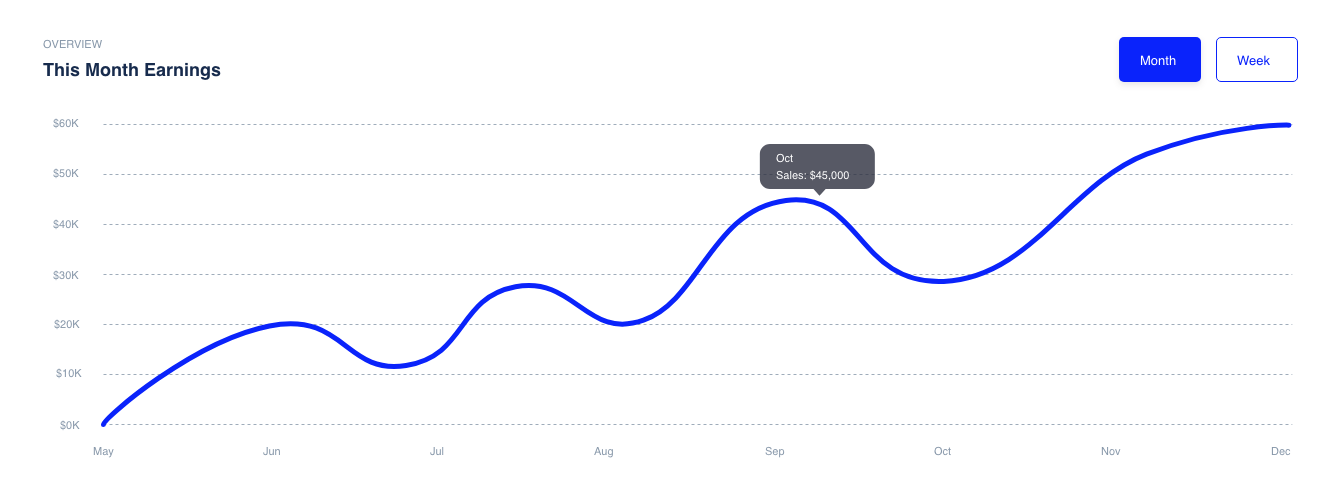 OVERVIEW
This Month Earnings
Month
Week
$60K
Oct
Sales: $45,000
$50K
$40K
$30K
$20K
$10K
$0K
May
Jun
Jul
Aug
Sep
Oct
Nov
Dec